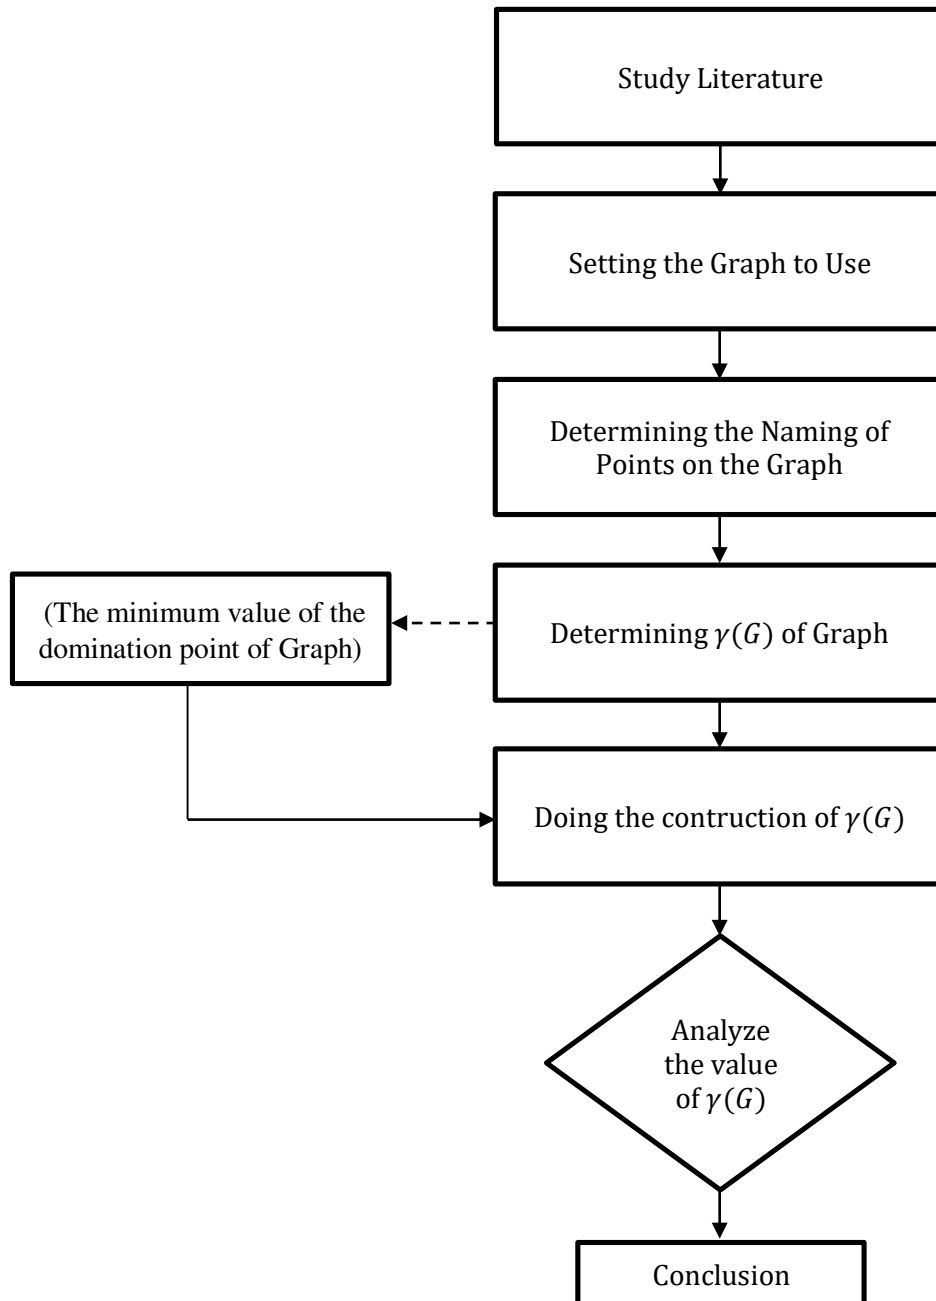 Study Literature
Setting the Graph to Use
Determining the Naming of
Points on the Graph
(The minimum value of the
domination point of Graph)
Determining 𝛾(𝐺) of Graph
Doing the contruction of 𝛾(𝐺)
Analyze
the value
of 𝛾(𝐺)
Conclusion